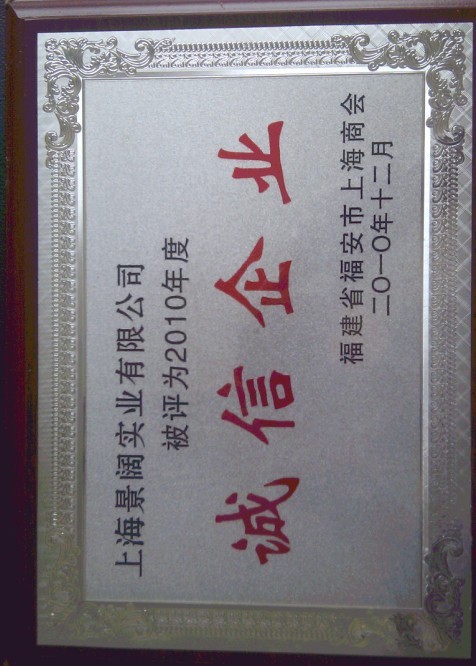 上海景阔实业有限公司
被评为2010年度
诚信企业
福建省福安市上海商会
二〇一〇年十二月